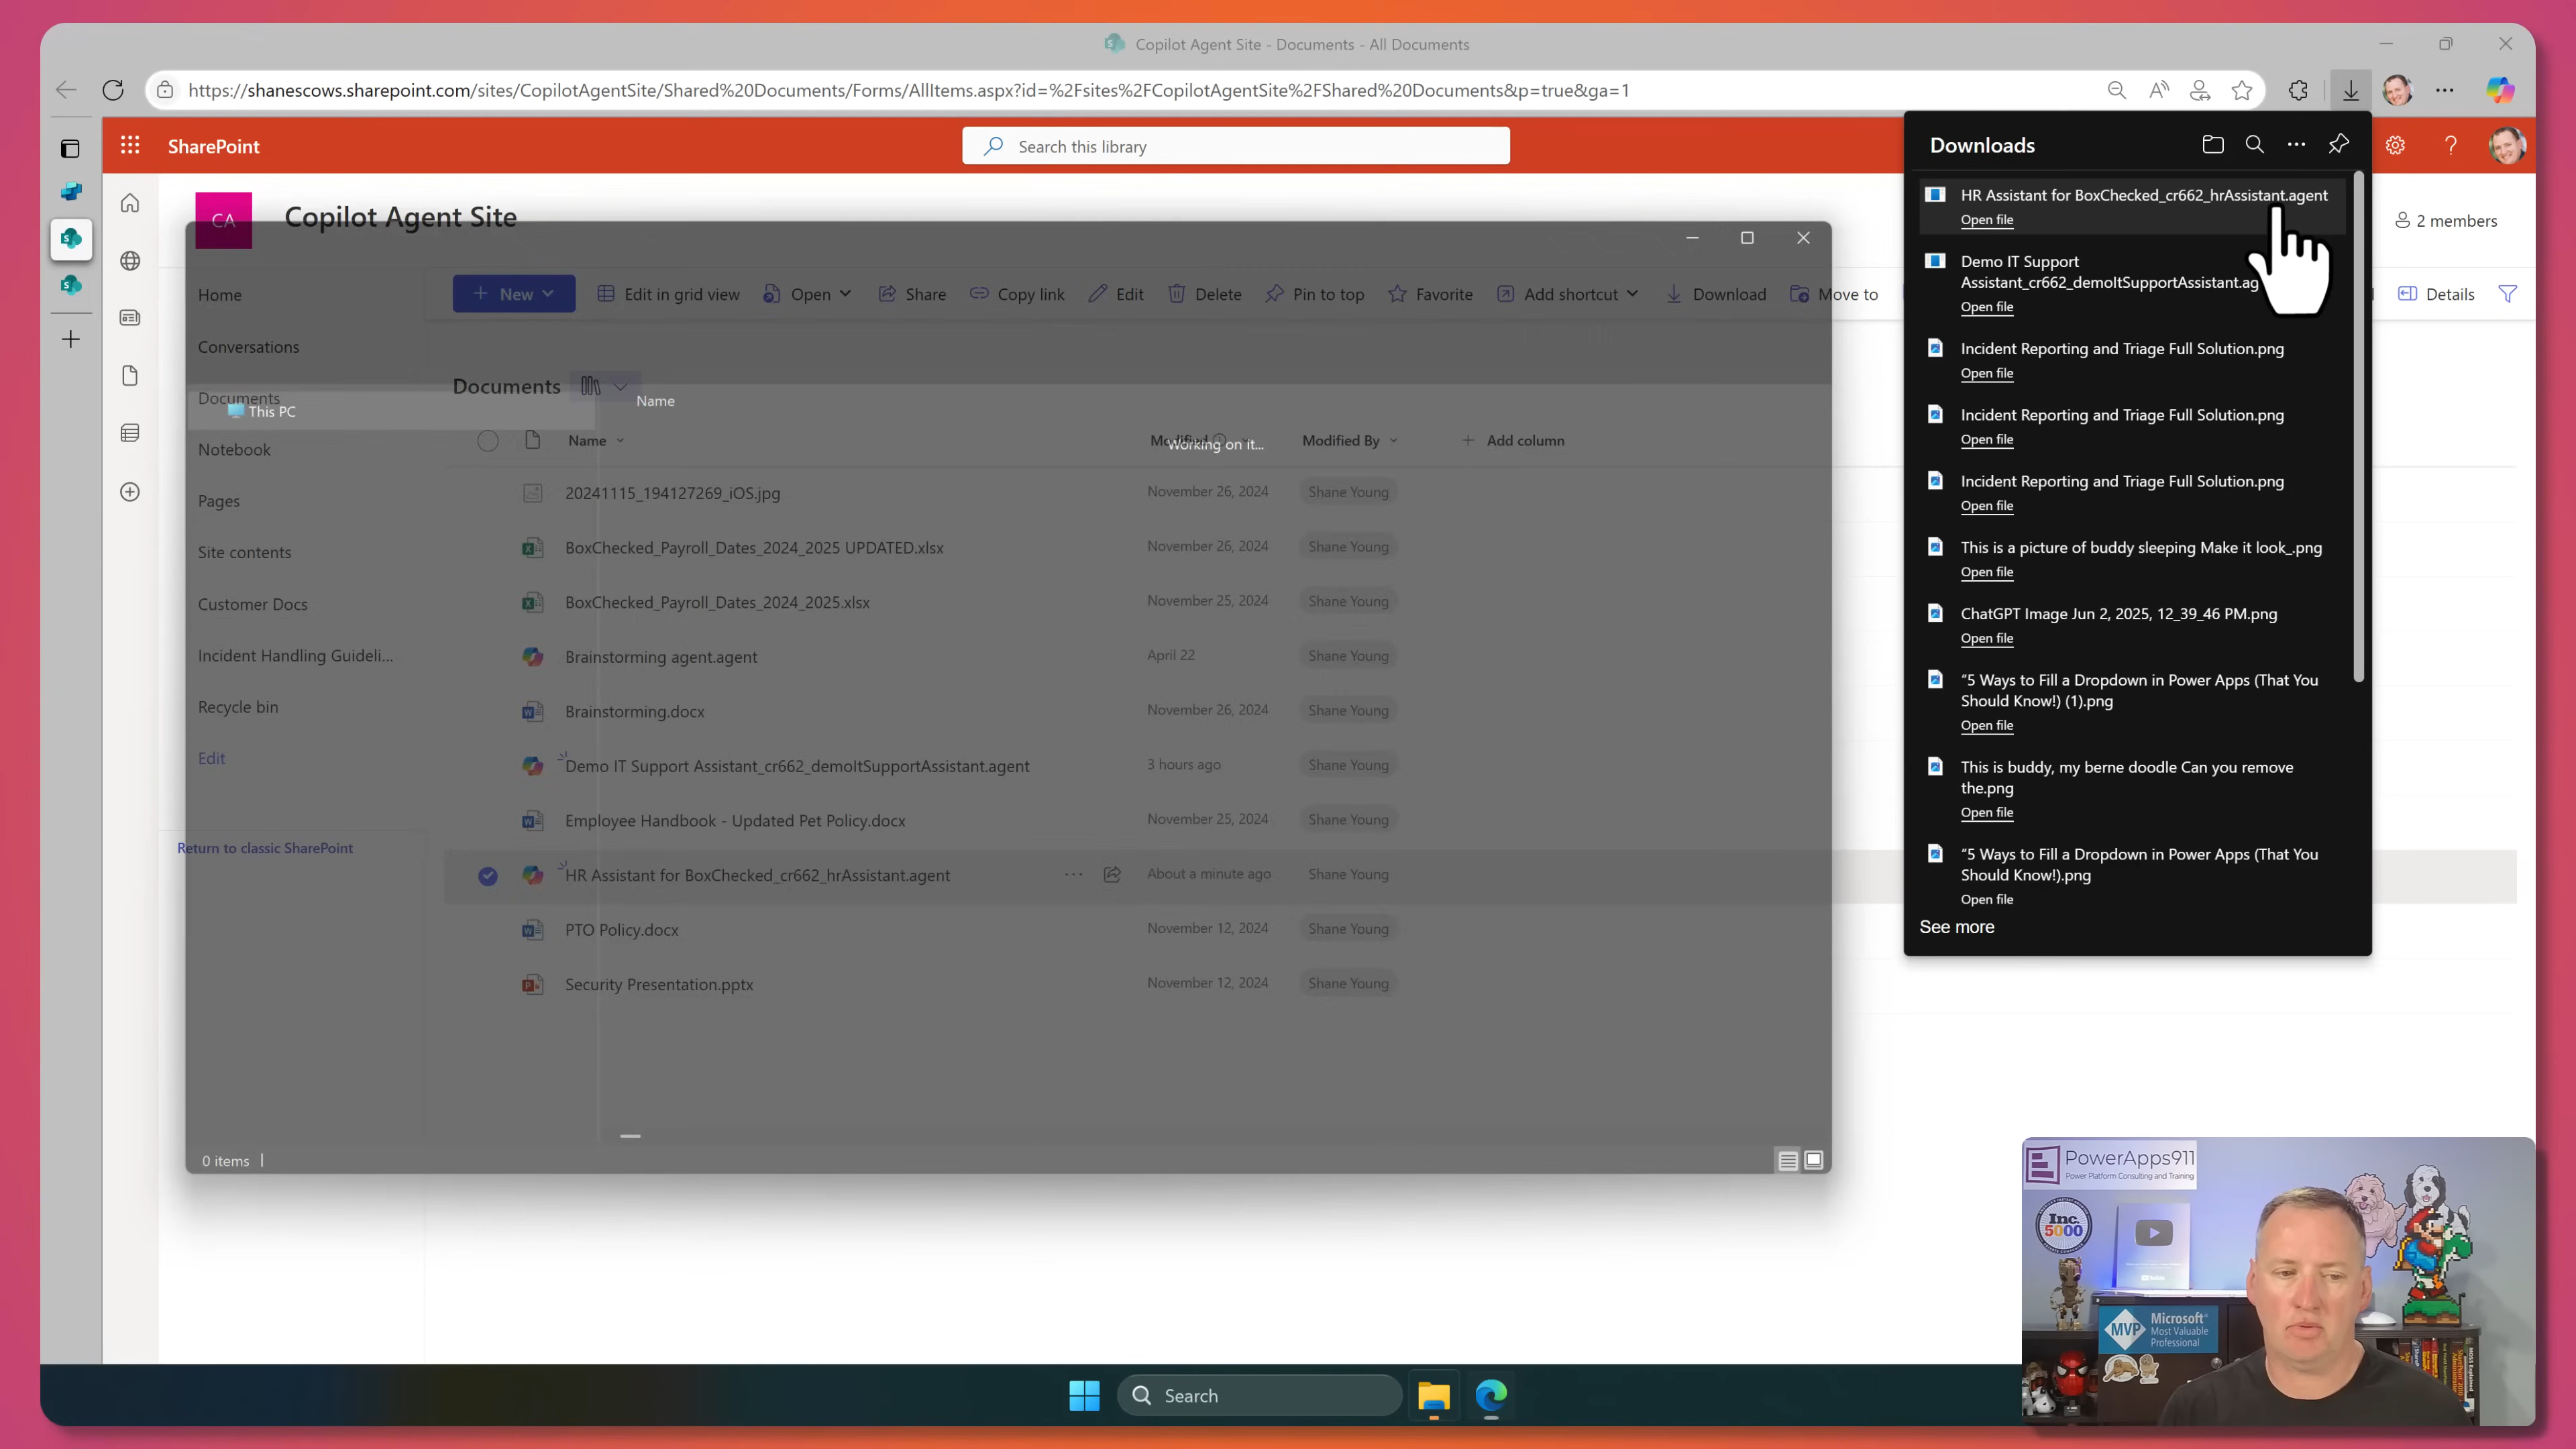 Copilot Agent Site - Documents - All Documents
https://shanescows.sharepoint.com/sites/CopilotAgentSite/Shared%20Documents/Forms/AllItems.aspx?id=%2Fsites%2FCopilotAgentSite%2FShared%20Documents&p=true&ga=1
SharePoint
Search this library
CA
Copilot Agent Site
2 members
New
Edit in grid view
Open
Share
Copy link
Edit
Delete
Pin to top
Favorite
Add shortcut
Download
Move to
Details
Home
Conversations
Documents
Notebook
Pages
Site contents
Customer Docs
Incident Handling Guideli...
Recycle bin
Edit
Return to classic SharePoint
This PC
Name
Working on it...
0 items
Documents
Name
Modified
Modified By
Add column
20241115_194127269_iOS.jpg
November 26, 2024
Shane Young
BoxChecked_Payroll_Dates_2024_2025 UPDATED.xlsx
November 26, 2024
Shane Young
BoxChecked_Payroll_Dates_2024_2025.xlsx
November 25, 2024
Shane Young
Brainstorming agent.agent
April 22
Shane Young
Brainstorming.docx
November 26, 2024
Shane Young
Demo IT Support Assistant_cr662_demoItSupportAssistant.agent
3 hours ago
Shane Young
Employee Handbook - Updated Pet Policy.docx
November 25, 2024
Shane Young
HR Assistant for BoxChecked_cr662_hrAssistant.agent
About a minute ago
Shane Young
PTO Policy.docx
November 12, 2024
Shane Young
Security Presentation.pptx
November 12, 2024
Shane Young
Downloads
HR Assistant for BoxChecked_cr662_hrAssistant.agent
Open file
Demo IT Support
Assistant_cr662_demoItSupportAssistant.ag
Open file
Incident Reporting and Triage Full Solution.png
Open file
Incident Reporting and Triage Full Solution.png
Open file
Incident Reporting and Triage Full Solution.png
Open file
This is a picture of buddy sleeping Make it look_.png
Open file
ChatGPT Image Jun 2, 2025, 12_39_46 PM.png
Open file
“5 Ways to Fill a Dropdown in Power Apps (That You
Should Know!) (1).png
Open file
This is buddy, my berne doodle Can you remove
the.png
Open file
“5 Ways to Fill a Dropdown in Power Apps (That You
Should Know!).png
Open file
See more
PowerApps911
Power Platform Consulting and Training
Inc.
5000
Microsoft
MVP
Most Valuable
Professional
Search